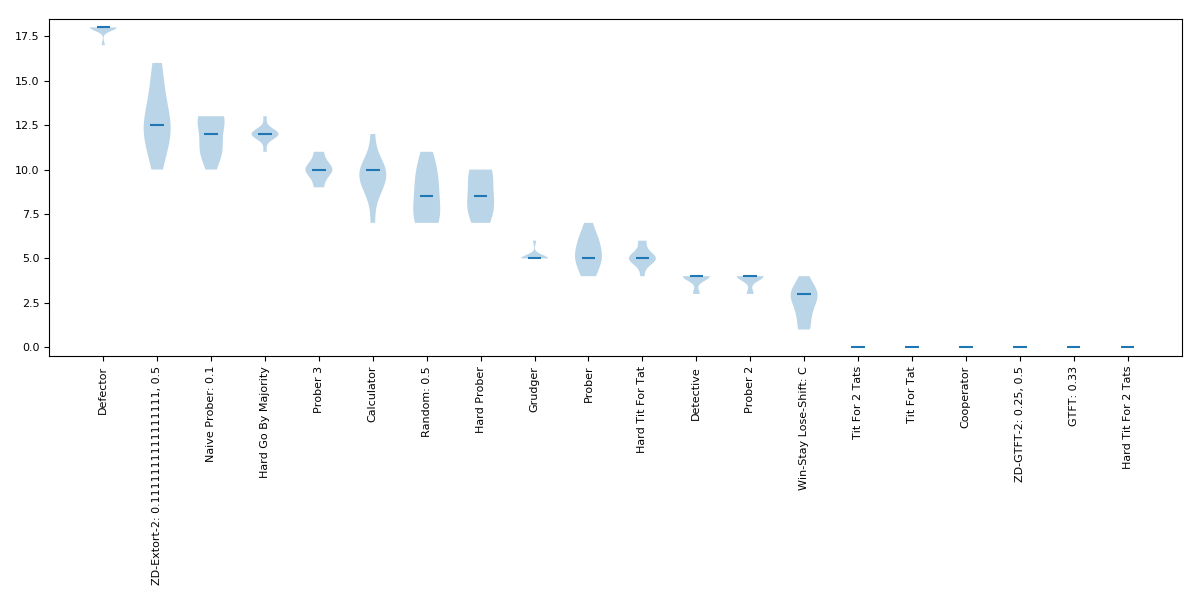 17.5
15.0
12.5
10.0
7.5
5.0
2.5
0.0
Defector
ZD-Extort-2: 0.1111111111111111, 0.5
Naive Prober: 0.1
Hard Go By Majority
Prober 3
Calculator
Random: 0.5
Hard Prober
Grudger
Prober
Hard Tit For Tat
Detective
Prober 2
Win-Stay Lose-Shift: C
Tit For 2 Tats
Tit For Tat
Cooperator
ZD-GTFT-2: 0.25, 0.5
GTFT: 0.33
Hard Tit For 2 Tats